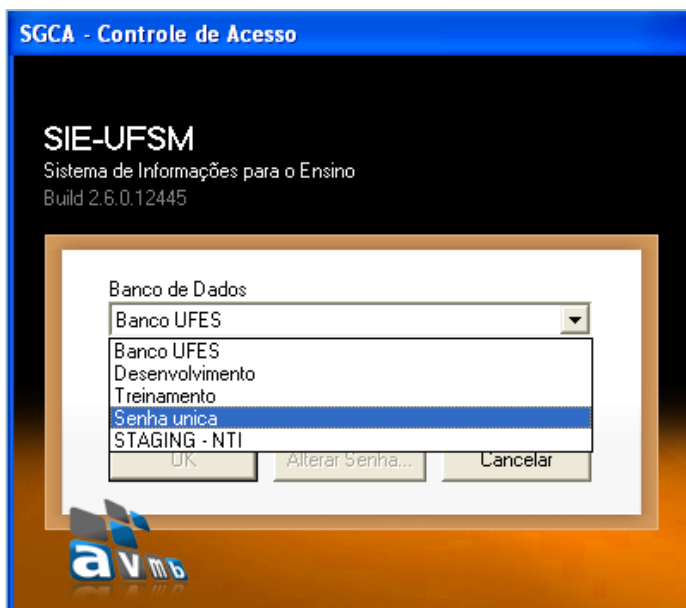 SGCA - Controle de Acesso
SIE-UFSM
Sistema de Informações para o Ensino
Build 2.6.0.12445
Banco de Dados
Banco UFES
Banco UFES
Desenvolvimento
Treinamento
Senha unica
STAGING - NTI
OK Alterar Senha... Cancelar
avmb